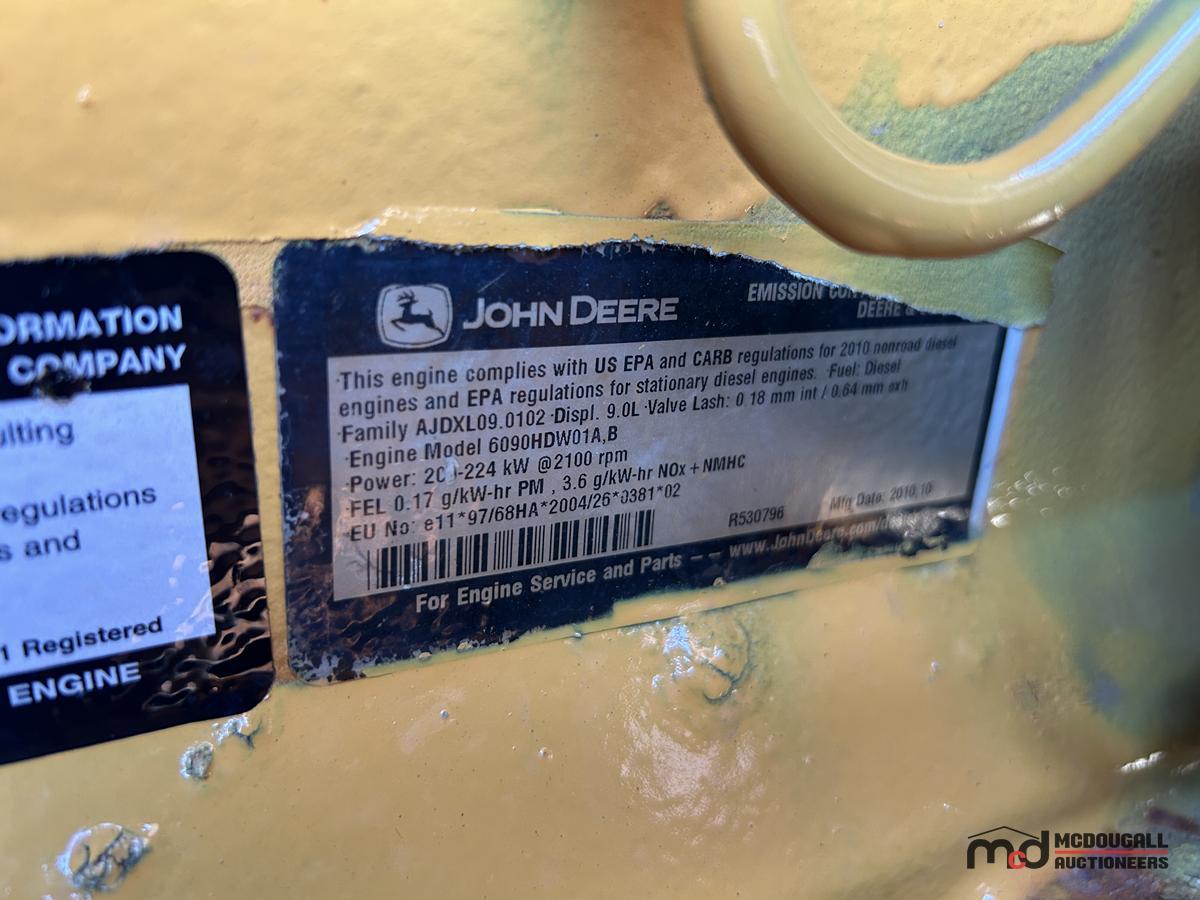 ORMATION
COMPANY
ulting
egulations
s and
1 Registered
ENGINE
JOHN DEERE
EMISSION
DEERE &
·This engine complies with US EPA and CARB regulations for 2010 nonroad diesel
engines and EPA regulations for stationary diesel engines. ·Fuel: Diesel
·Family AJDXL09.0102 ·Displ. 9.0L ·Valve Lash: 0.18 mm int / 0.64 mm exh
·Engine Model 6090HDW01A,B
·Power: -224 kW @2100 rpm
·FEL 0.17 g/kW-hr PM , 3.6 g/kW-hr NOx + NMHC
·EU No: e11*97/68HA*2004/26*0381*02
R530796 Mfg Date: 2010,10
For Engine Service and Parts -- www.JohnDeere.com/
mcd MCDOUGALL
AUCTIONEERS